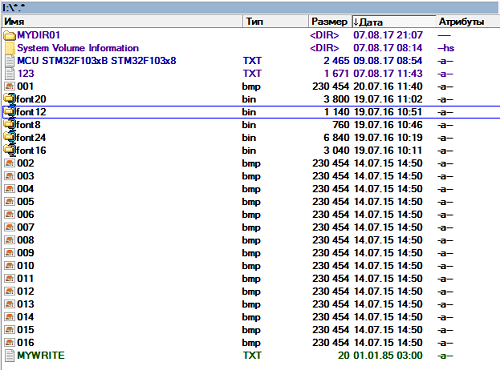 I:\*.*
Имя Тип Размер ↓Дата Атрибуты
MYDIR01 <DIR> 07.08.17 21:07 ----
System Volume Information <DIR> 07.08.17 08:14 --hs
MCU STM32F103xB STM32F103x8 TXT 2 465 09.08.17 08:54 -a--
123 TXT 1 671 07.08.17 11:43 -a--
001 bmp 230 454 20.07.16 11:40 -a--
font20 bin 3 800 19.07.16 11:02 -a--
font12 bin 1 140 19.07.16 10:51 -a--
font8 bin 760 19.07.16 10:46 -a--
font24 bin 6 840 19.07.16 10:19 -a--
font16 bin 3 040 19.07.16 10:11 -a--
002 bmp 230 454 14.07.15 14:50 -a--
003 bmp 230 454 14.07.15 14:50 -a--
004 bmp 230 454 14.07.15 14:50 -a--
005 bmp 230 454 14.07.15 14:50 -a--
006 bmp 230 454 14.07.15 14:50 -a--
007 bmp 230 454 14.07.15 14:50 -a--
008 bmp 230 454 14.07.15 14:50 -a--
009 bmp 230 454 14.07.15 14:50 -a--
010 bmp 230 454 14.07.15 14:50 -a--
011 bmp 230 454 14.07.15 14:50 -a--
012 bmp 230 454 14.07.15 14:50 -a--
013 bmp 230 454 14.07.15 14:50 -a--
014 bmp 230 454 14.07.15 14:50 -a--
015 bmp 230 454 14.07.15 14:50 -a--
016 bmp 230 454 14.07.15 14:50 -a--
MYWRITE TXT 20 01.01.85 03:00 -a--